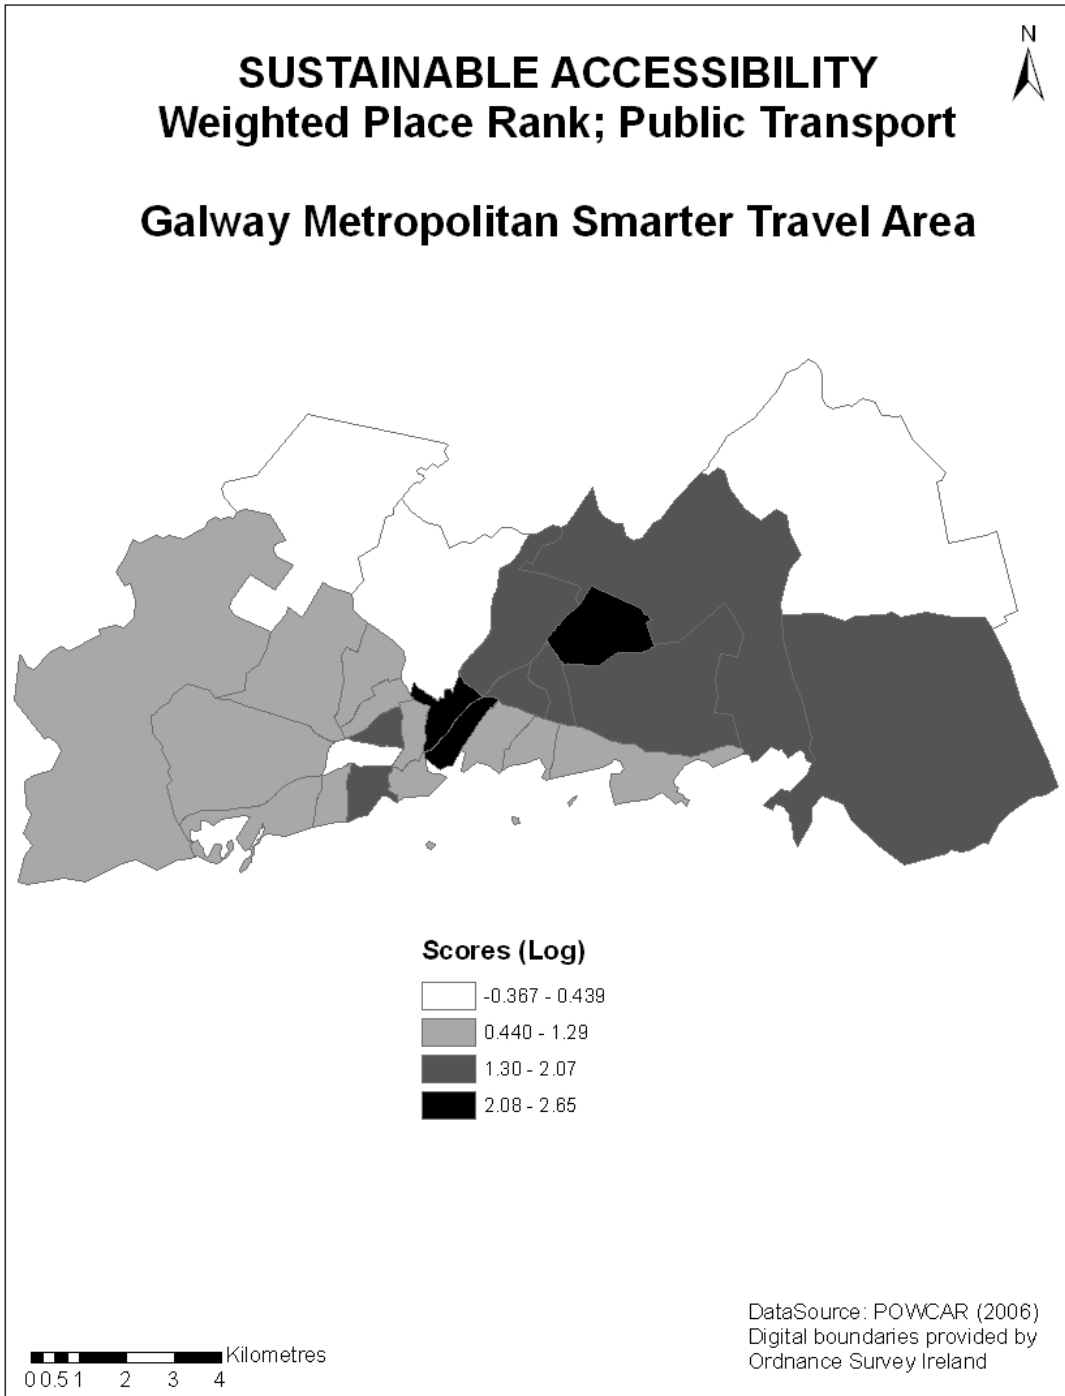 N
SUSTAINABLE ACCESSIBILITY
Weighted Place Rank; Public Transport
Galway Metropolitan Smarter Travel Area
Scores (Log)
-0.367 - 0.439
0.440 - 1.29
1.30 - 2.07
2.08 - 2.65
DataSource: POWCAR (2006)
Digital boundaries provided by
Ordnance Survey Ireland
Kilometres
0 0.5 1 2 3 4